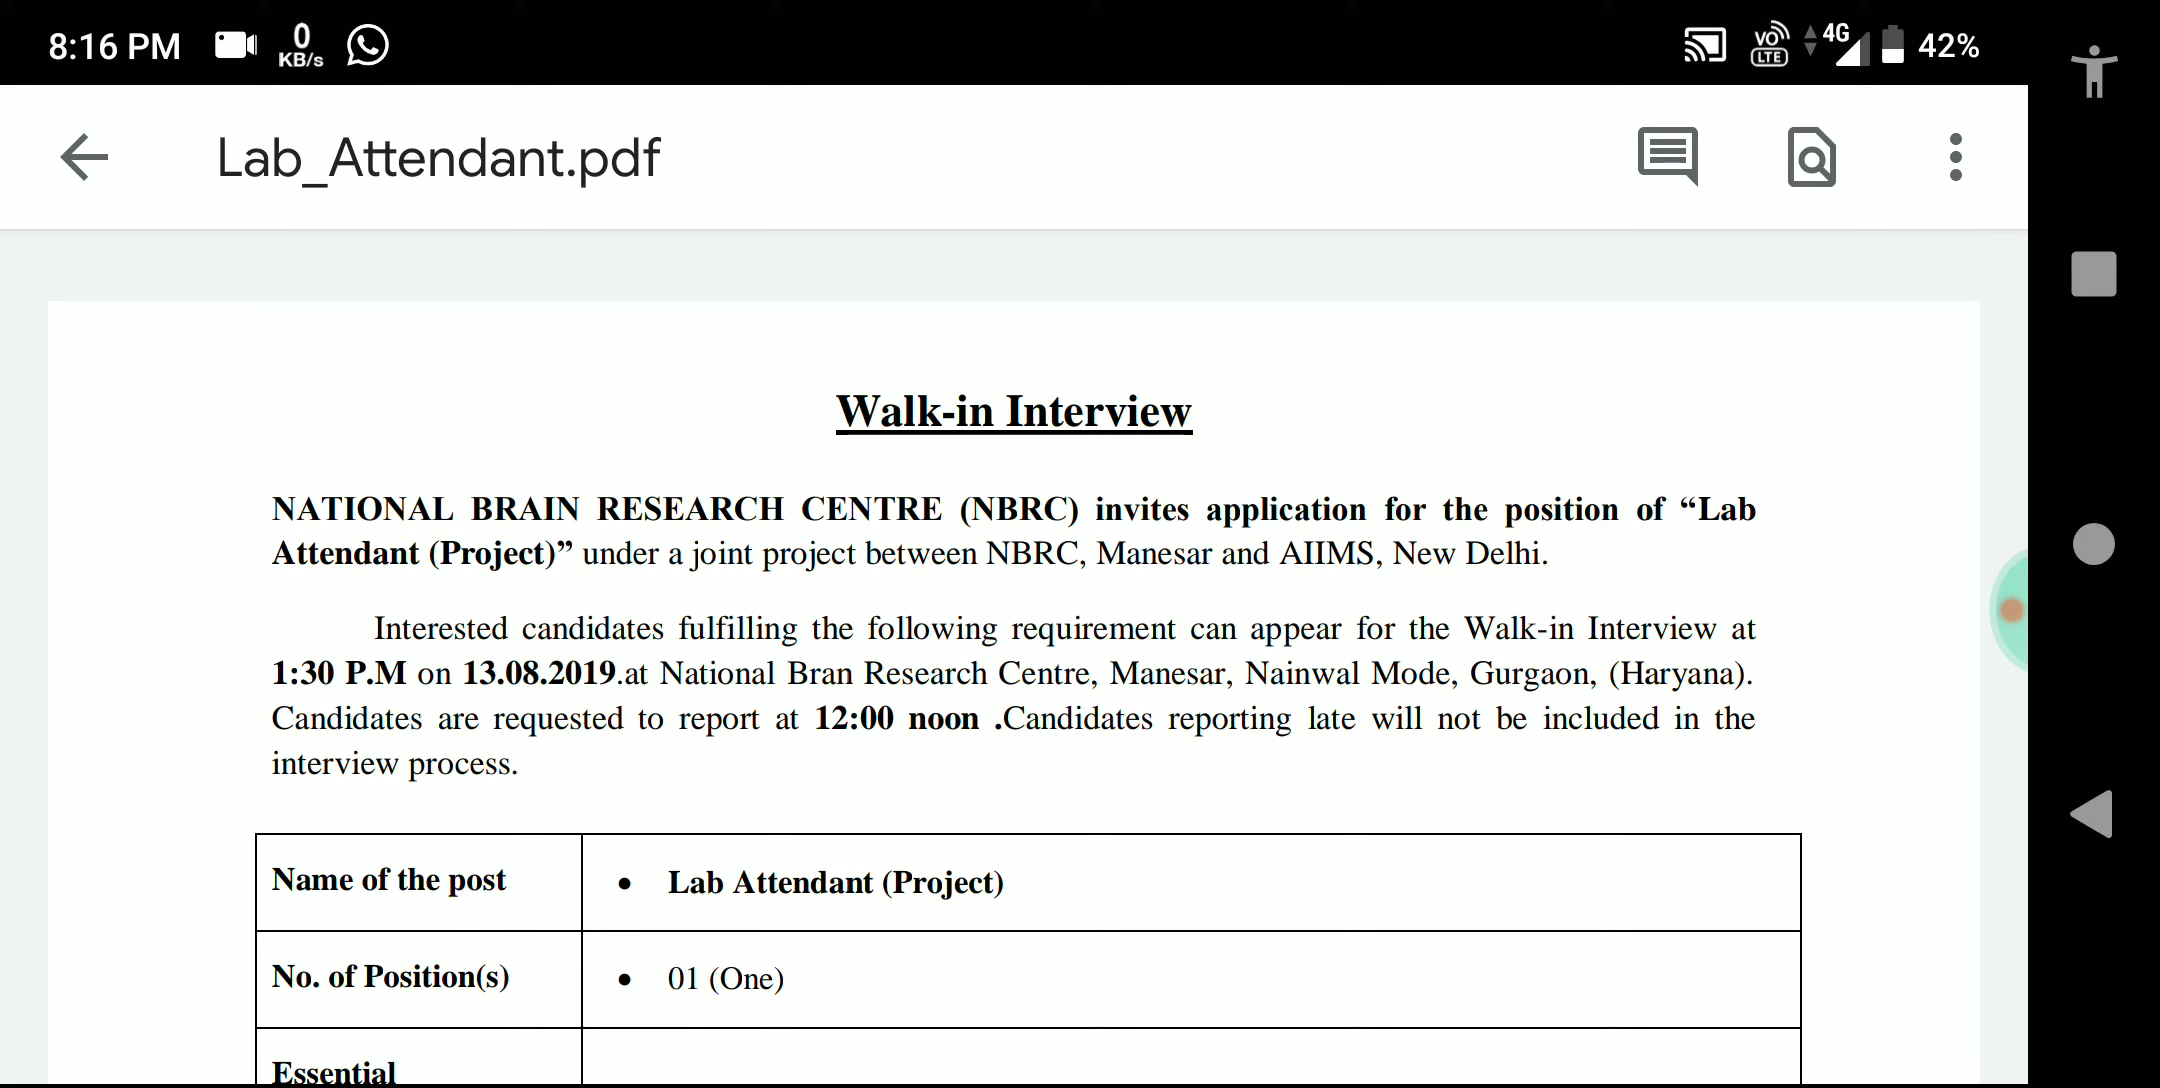 8:16 PM 0 KB/s VO LTE 4G 42%
Lab_Attendant.pdf
Walk-in Interview
NATIONAL BRAIN RESEARCH CENTRE (NBRC) invites application for the position of “Lab
Attendant (Project)” under a joint project between NBRC, Manesar and AIIMS, New Delhi.
Interested candidates fulfilling the following requirement can appear for the Walk-in Interview at
1:30 P.M on 13.08.2019.at National Bran Research Centre, Manesar, Nainwal Mode, Gurgaon, (Haryana).
Candidates are requested to report at 12:00 noon .Candidates reporting late will not be included in the
interview process.
Name of the post • Lab Attendant (Project)
No. of Position(s) • 01 (One)
Essential